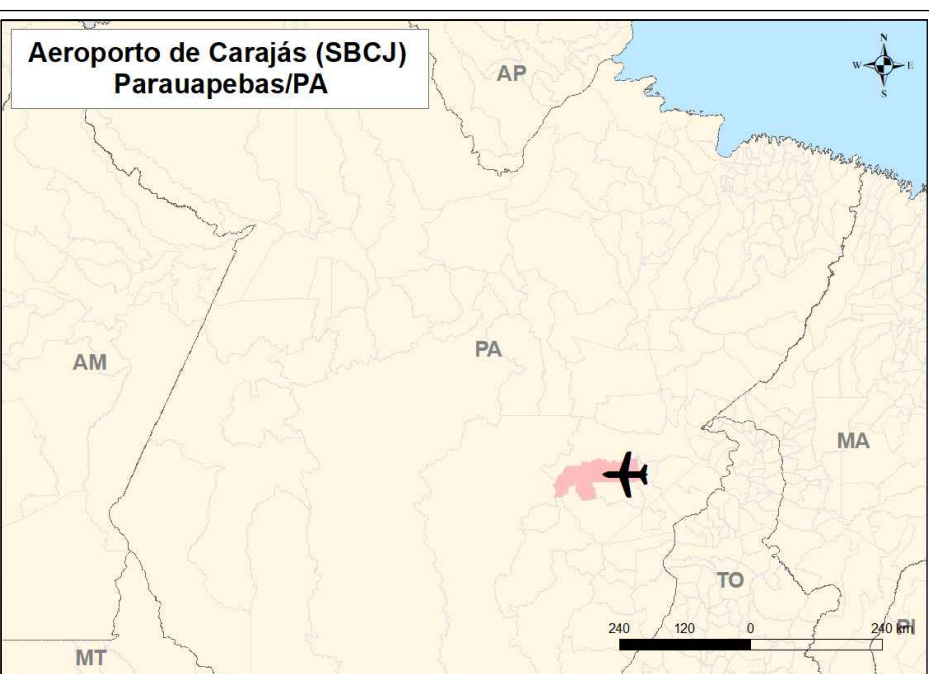 Aeroporto de Carajás (SBCJ)
Parauapebas/PA
N
W
E
S
AP
AM
PA
MA
TO
PI
MT
240 120 0 240 km